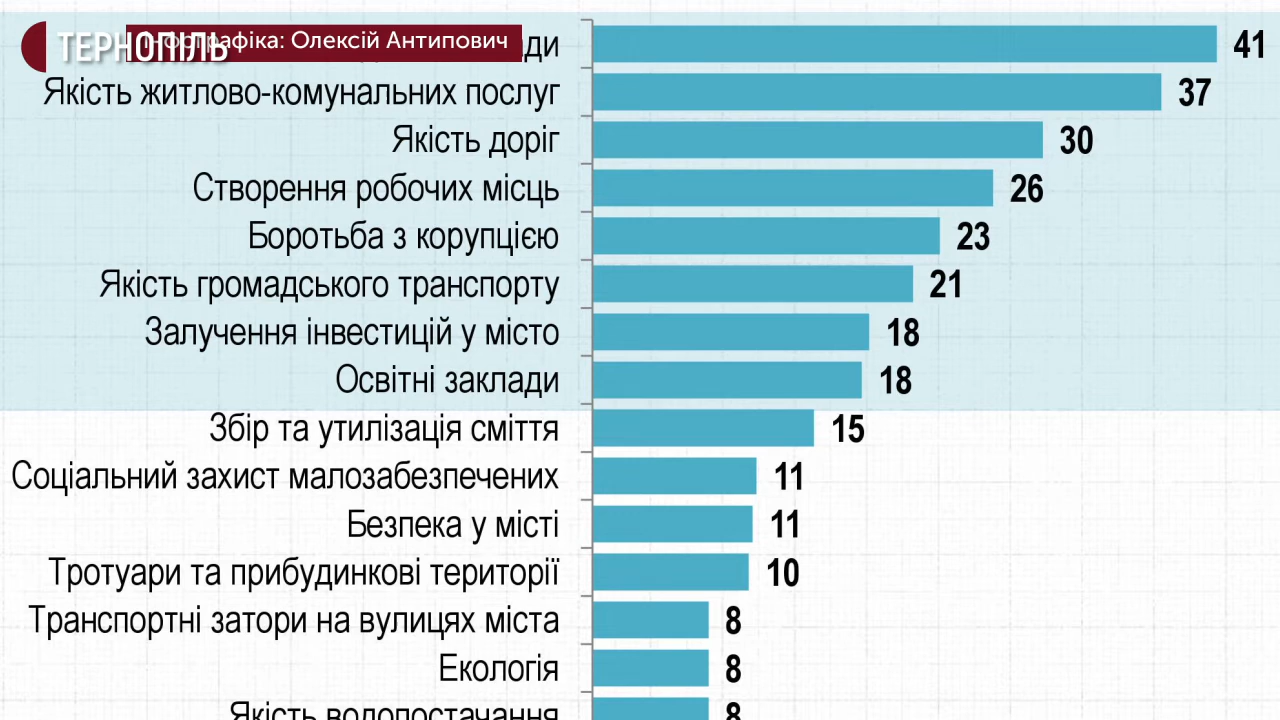 ТЕРНОПІЛЬ
Інфографіка: Олексій Антипович
41
Якість житлово-комунальних послуг 37
Якість доріг 30
Створення робочих місць 26
Боротьба з корупцією 23
Якість громадського транспорту 21
Залучення інвестицій у місто 18
Освітні заклади 18
Збір та утилізація сміття 15
Соціальний захист малозабезпечених 11
Безпека у місті 11
Тротуари та прибудинкові території 10
Транспортні затори на вулицях міста 8
Екологія 8
Якість водопостачання 8